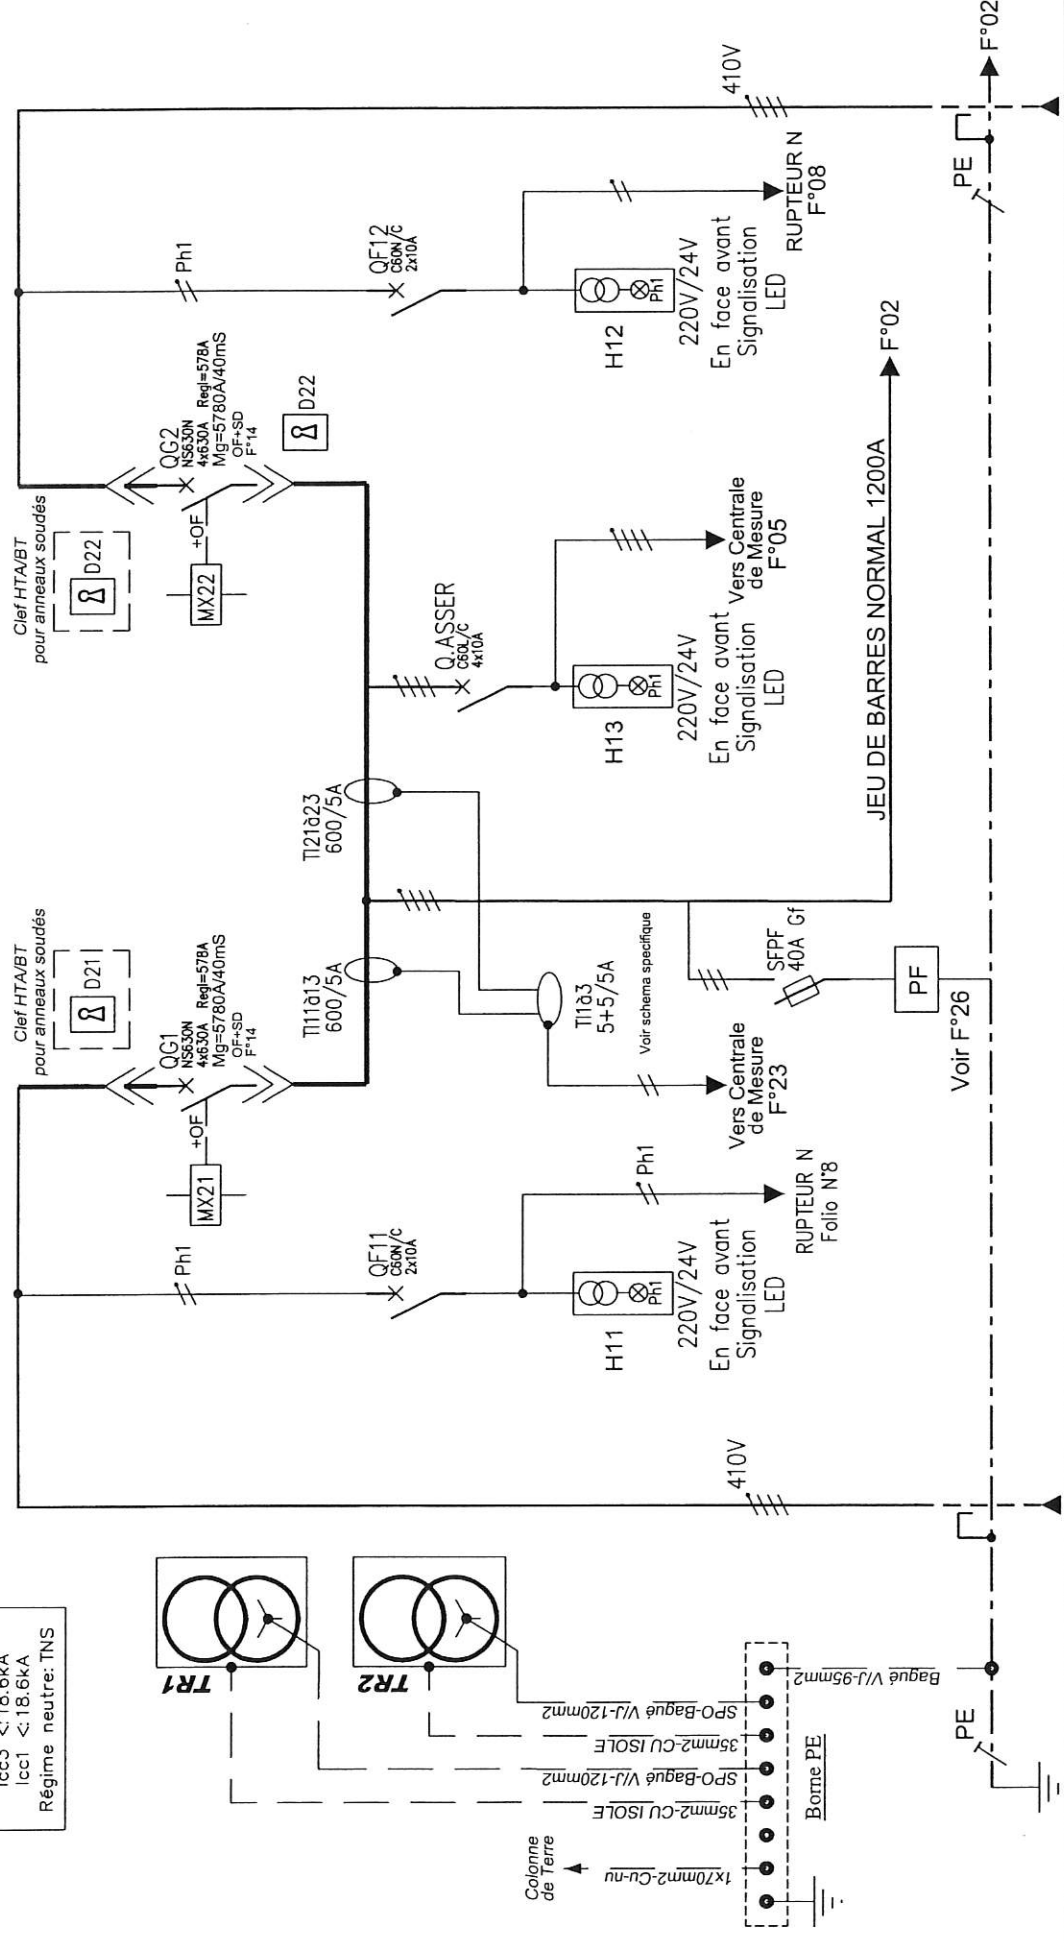 Icc3 <18.6kA
Icc1 <18.6kA
Régime neutre: TNS
TR1
TR2
Colonne
de Terre
1x70mm2-Cu-nu
35mm2-CU ISOLE
SPO-Bagué V/J-120mm2
35mm2-CU ISOLE
SPO-Bagué V/J-120mm2
Bagué V/J-95mm2
Borne PE
PE
410V
Ph1
QF11
C60N/C
2x10A
H11
Ph1
220V/24V
En face avant
Signalisation
LED
Ph1
RUPTEUR N
Folio N°8
Clef HTA/BT
pour anneaux soudés
D21
MX21
+OF
QG1
NS630N
4x630A Regl=578A
Mg=5780A/40mS
OF+SD
F°14
TI11à13
600/5A
TI1à3
5+5/5A
Voir schema specifique
Vers Centrale
de Mesure
F°23
SFPF
40A Gf
PF
Voir F°26
TI21à23
600/5A
Q.ASSER
C60L/C
4x10A
H13
Ph1
220V/24V
En face avant
Signalisation
LED
Vers Centrale
de Mesure
F°05
JEU DE BARRES NORMAL 1200A
F°02
Clef HTA/BT
pour anneaux soudés
D22
MX22
+OF
QG2
NS630N
4x630A Regl=578A
Mg=5780A/40mS
OF+SD
F°14
D22
Ph1
QF12
C60N/C
2x10A
H12
Ph1
220V/24V
En face avant
Signalisation
LED
RUPTEUR N
F°08
410V
PE
F°02